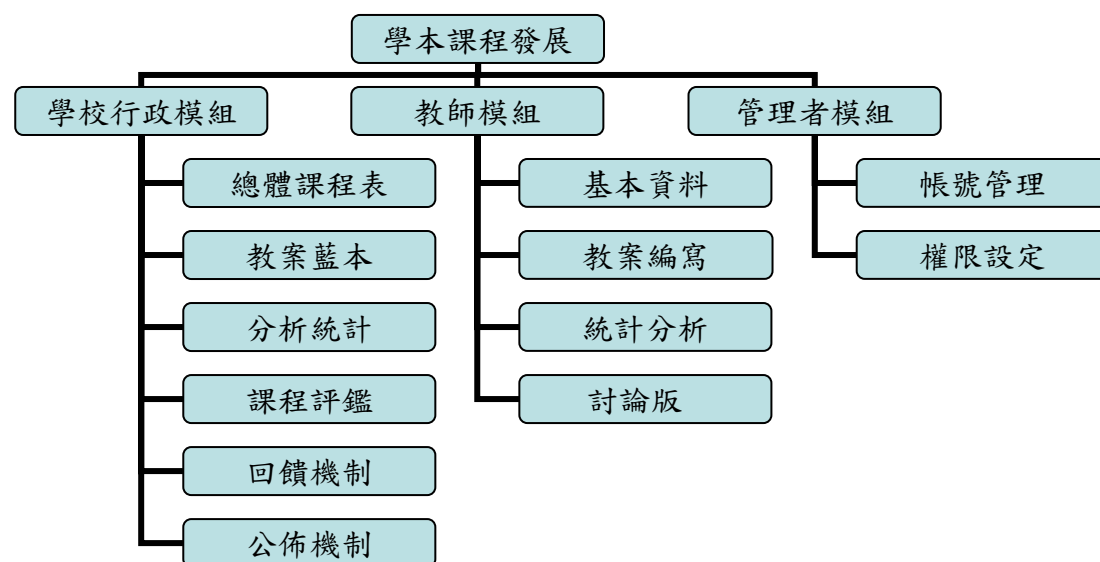 學本課程發展
學校行政模組
教師模組
管理者模組
總體課程表
教案藍本
分析統計
課程評鑑
回饋機制
公佈機制
基本資料
教案編寫
統計分析
討論版
帳號管理
權限設定